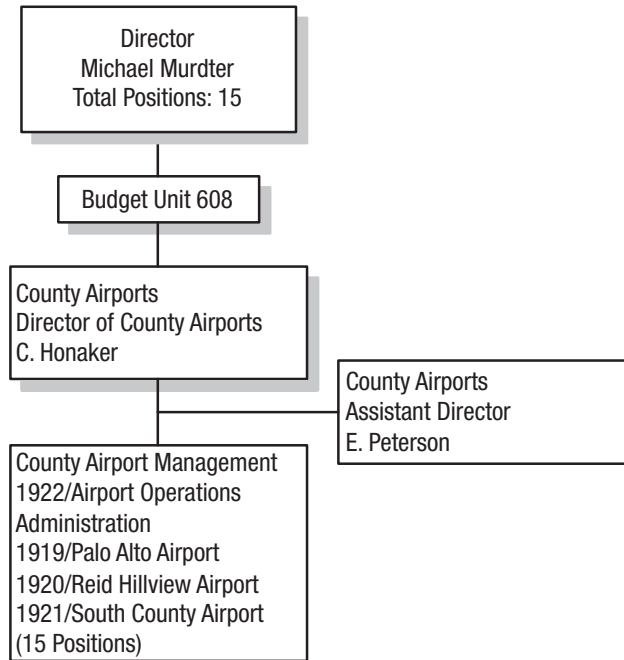 Director
Michael Murdter
Total Positions: 15
Budget Unit 608
County Airports
Director of County Airports
C. Honaker
County Airports
Assistant Director
E. Peterson
County Airport Management
1922/Airport Operations
Administration
1919/Palo Alto Airport
1920/Reid Hillview Airport
1921/South County Airport
(15 Positions)